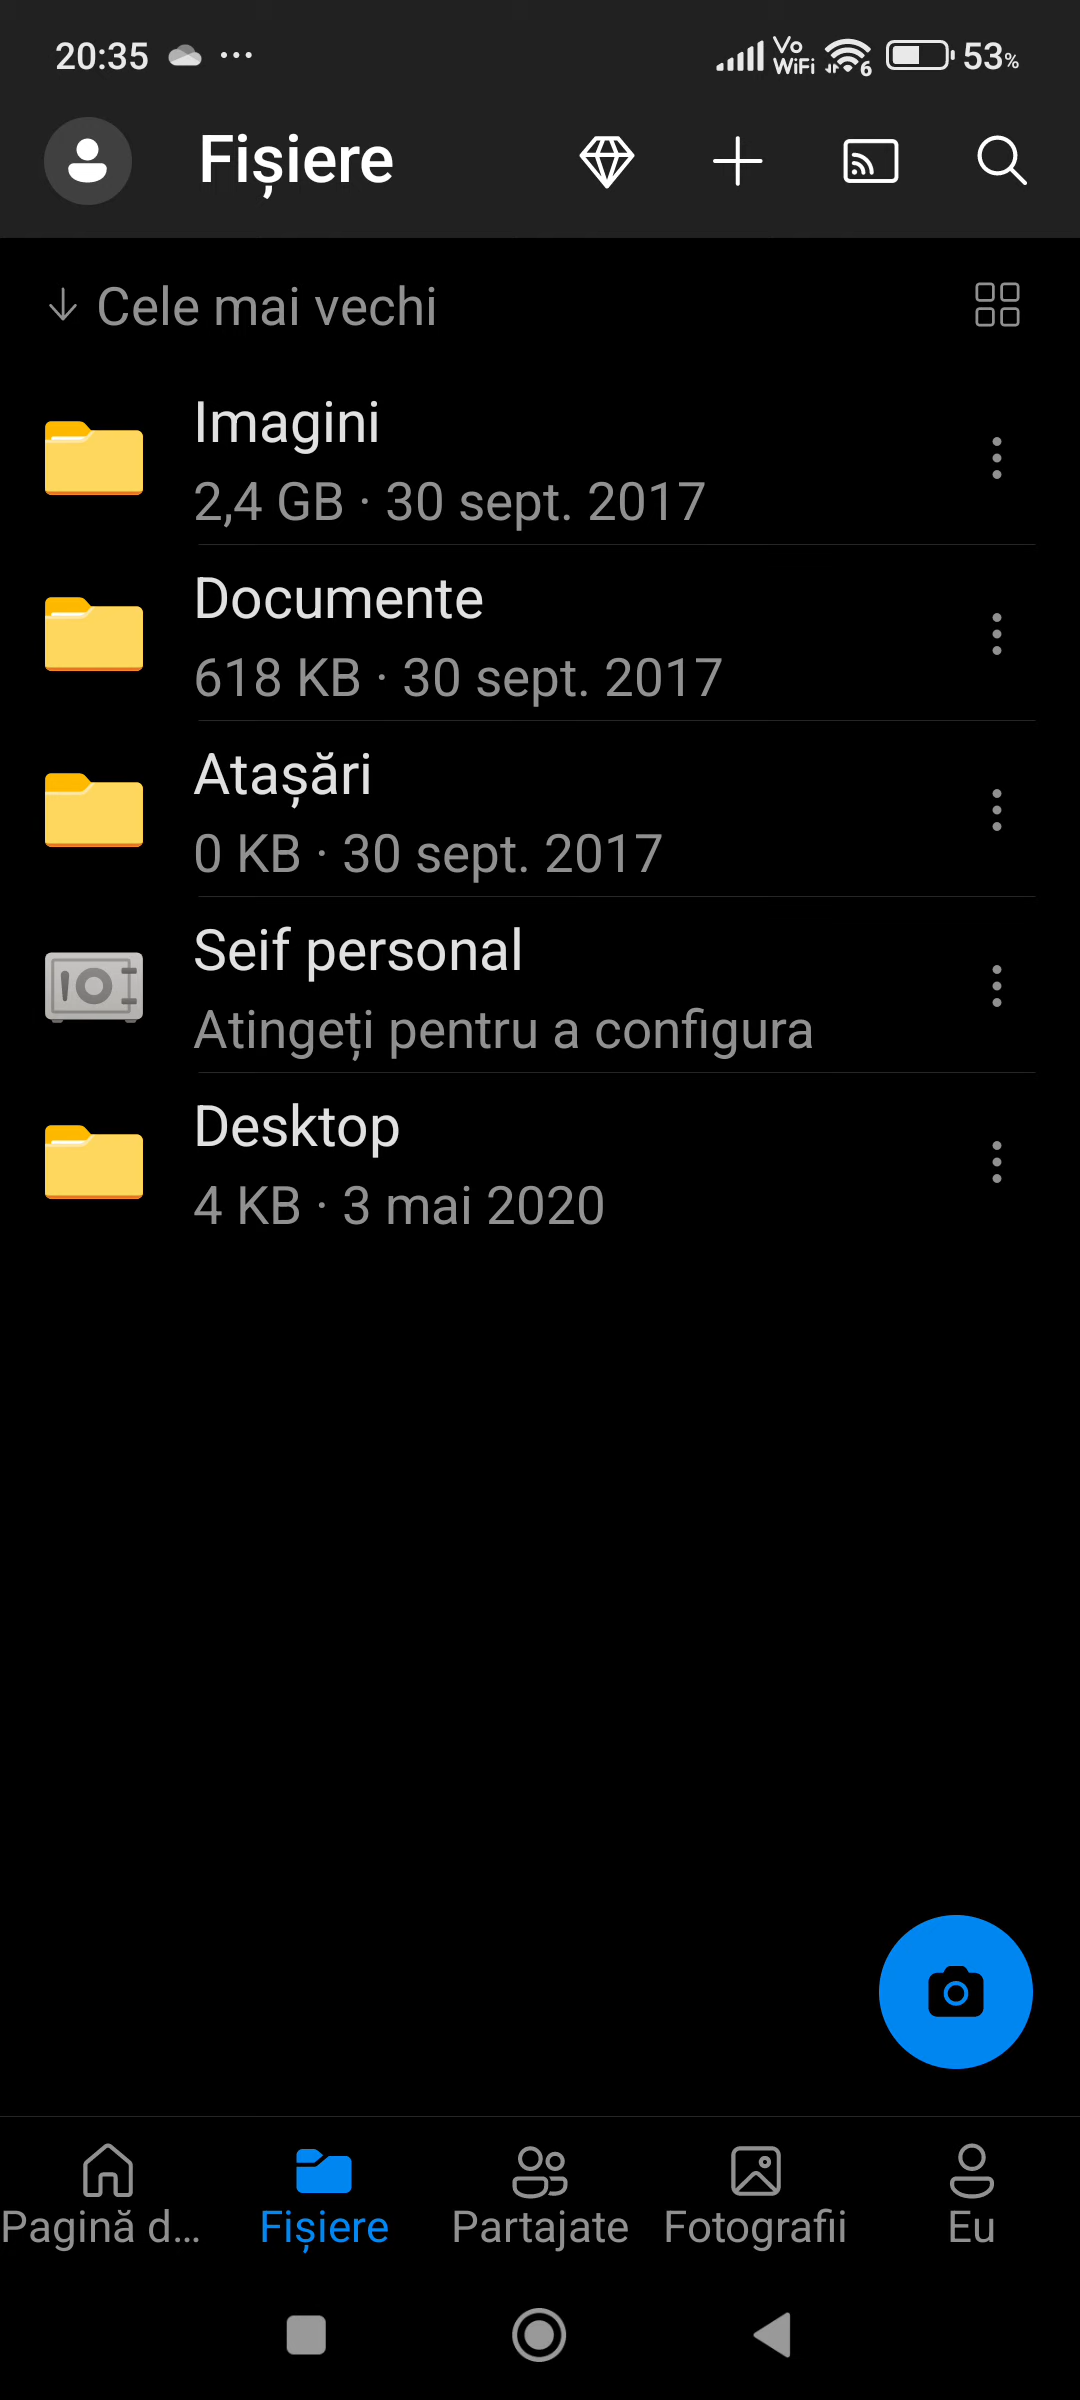 20:35 ... Vo WiFi 6 53%
Fișiere
Cele mai vechi
Imagini
2,4 GB · 30 sept. 2017
Documente
618 KB · 30 sept. 2017
Atașări
0 KB · 30 sept. 2017
Seif personal
Atingeți pentru a configura
Desktop
4 KB · 3 mai 2020
Pagină d... Fișiere Partajate Fotografii Eu